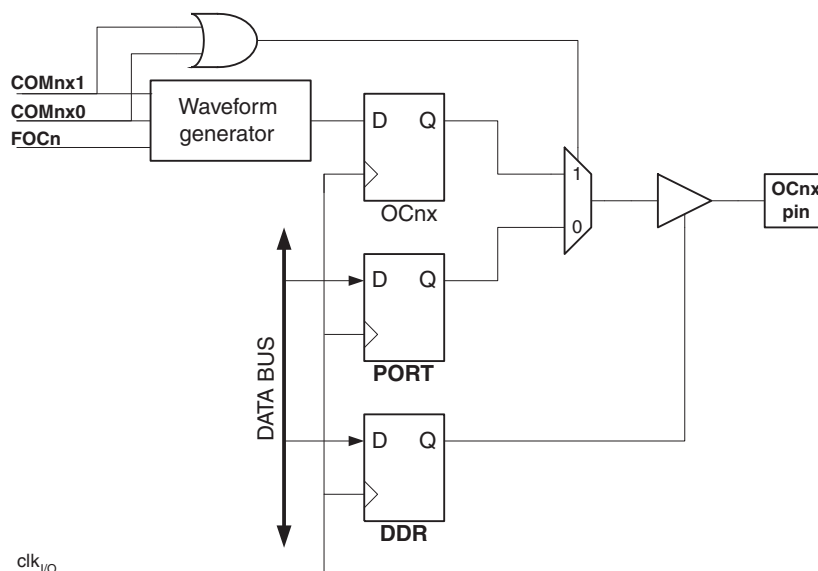 COMnx1
COMnx0
FOCn
Waveform
generator
D Q
OCnx
1
0
OCnx
pin
D Q
PORT
DATA BUS
D Q
DDR
clkI/O